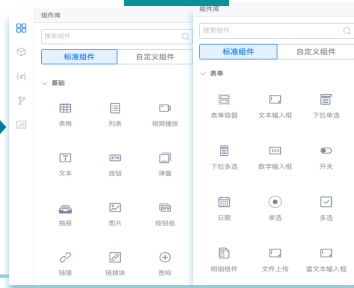 组件库
搜索组件
标准组件 自定义组件
基础
表格 列表 视频播放
文本 按钮 弹窗
抽屉 图片 按钮组
链接 链接块 图标
组件库
搜索组件
标准组件 自定义组件
表单
表单容器 文本输入框 下拉单选
下拉多选 数字输入框 开关
日期 单选 多选
明细组件 文件上传 富文本输入框